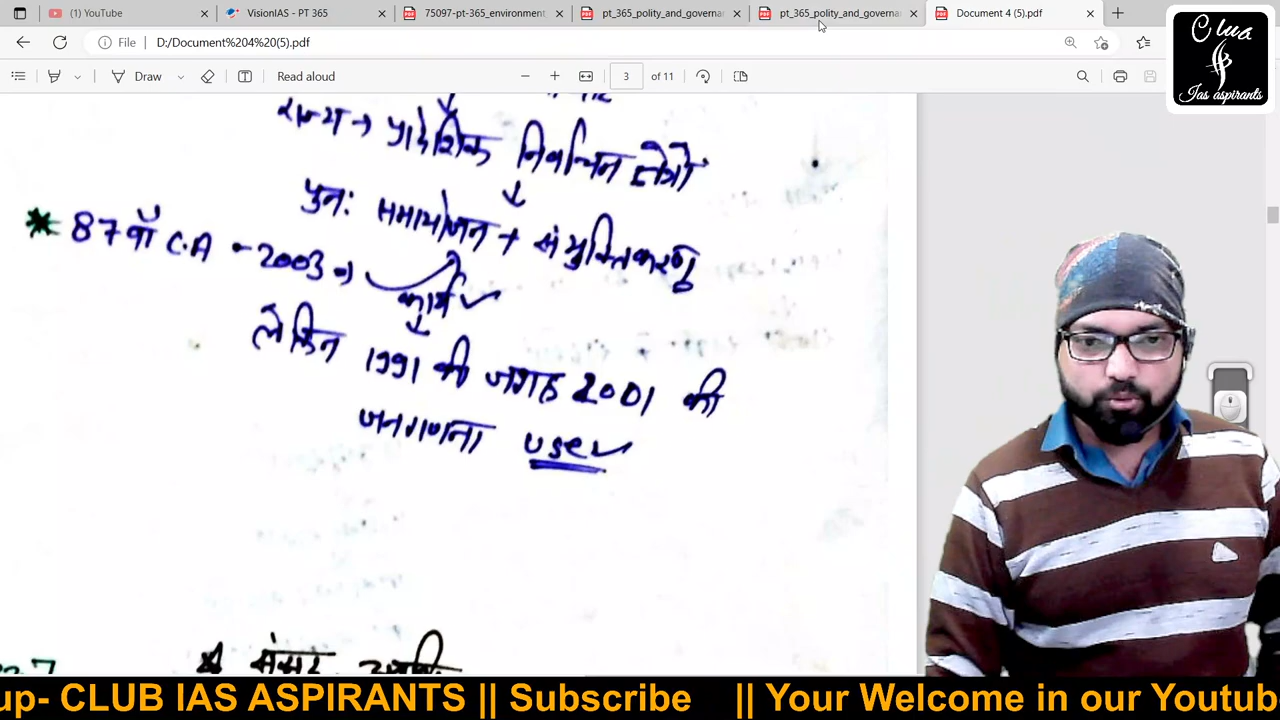 (1) YouTube
VisionIAS - PT 365
75097-pt-365_environment
pt_365_polity_and_governa
pt_365_polity_and_governa
Document 4 (5).pdf
File D:/Document%204%20(5).pdf
Draw Read aloud 3 of 11
Club
Ias aspirants
राज्य → प्रादेशिक निर्वाचन क्षेत्रों
पुनः समायोजन + संयुक्तिकरण
* 87वाँ C.A - 2003 →
कार्य
लेकिन 1991 की जगह 2001 की
जनगणना use
* संसद
up- CLUB IAS ASPIRANTS || Subscribe || Your Welcome in our Youtub